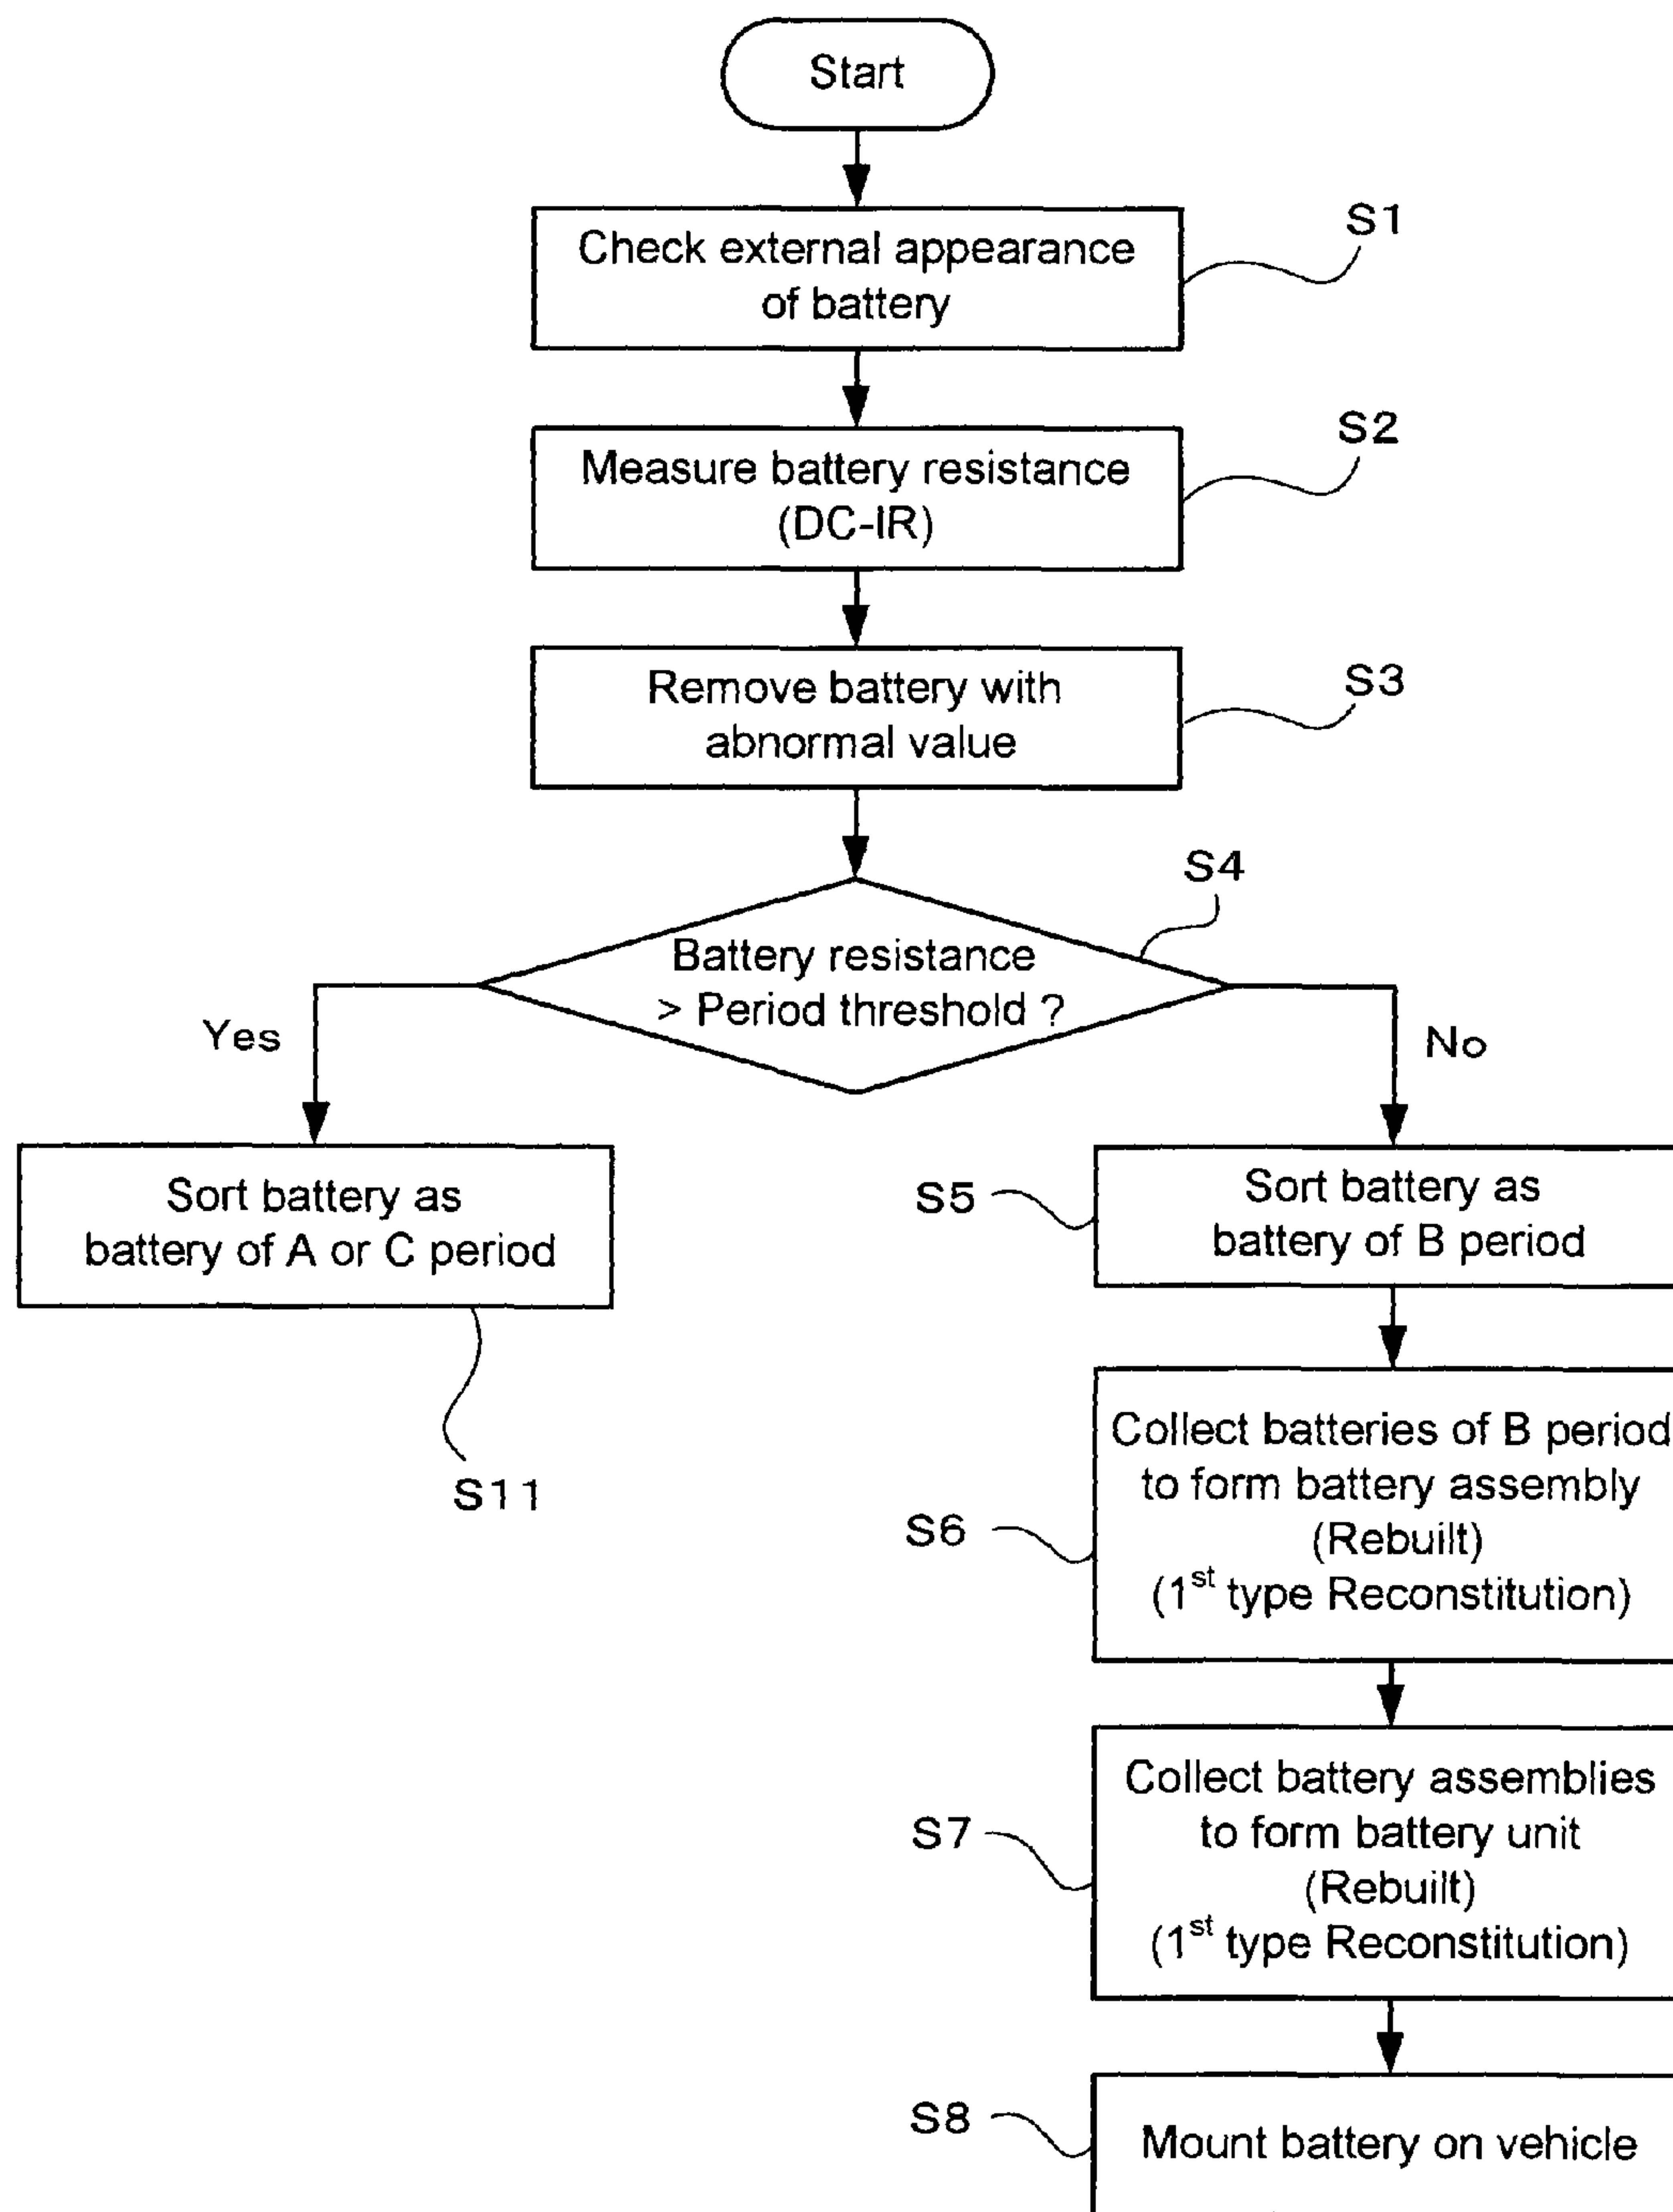 Start
Check external appearance
of battery
S1
Measure battery resistance
(DC-IR)
S2
Remove battery with
abnormal value
S3
S4
Battery resistance
> Period threshold ?
Yes
No
Sort battery as
battery of A or C period
S11
S5
Sort battery as
battery of B period
S6
Collect batteries of B period
to form battery assembly
(Rebuilt)
(1st type Reconstitution)
S7
Collect battery assemblies
to form battery unit
(Rebuilt)
(1st type Reconstitution)
S8
Mount battery on vehicle